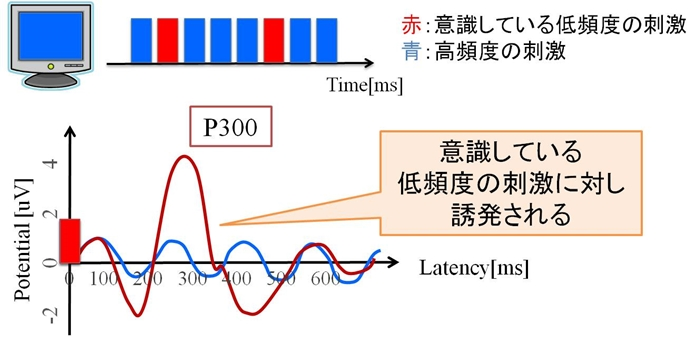 赤：意識している低頻度の刺激
青：高頻度の刺激
Time[ms]
P300
意識している
低頻度の刺激に対し
誘発される
Potential [uV]
4
2
0
-2
0 100 200 300 400 500 600
Latency[ms]